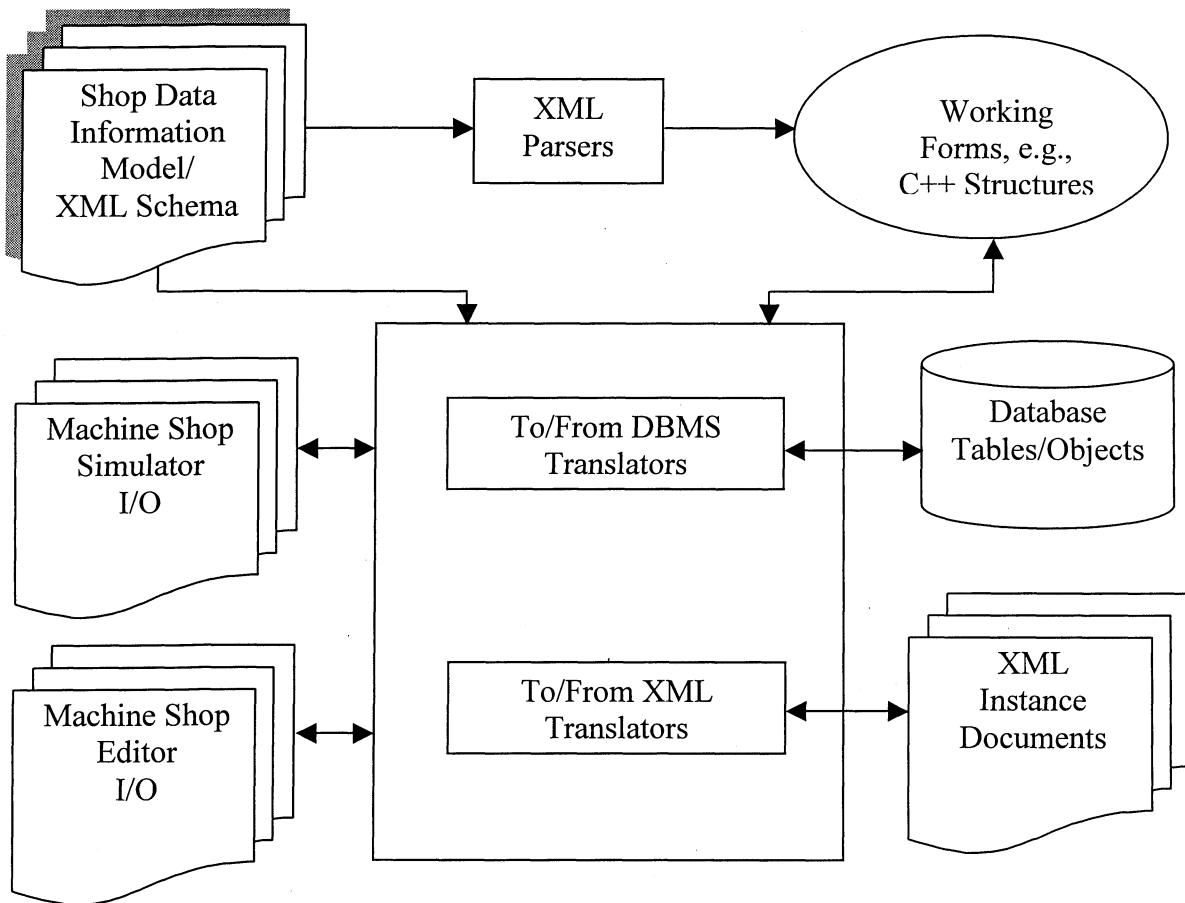 Shop Data
Information
Model/
XML Schema
XML
Parsers
Working
Forms, e.g.,
C++ Structures
Machine Shop
Simulator
I/O
To/From DBMS
Translators
Database
Tables/Objects
Machine Shop
Editor
I/O
To/From XML
Translators
XML
Instance
Documents